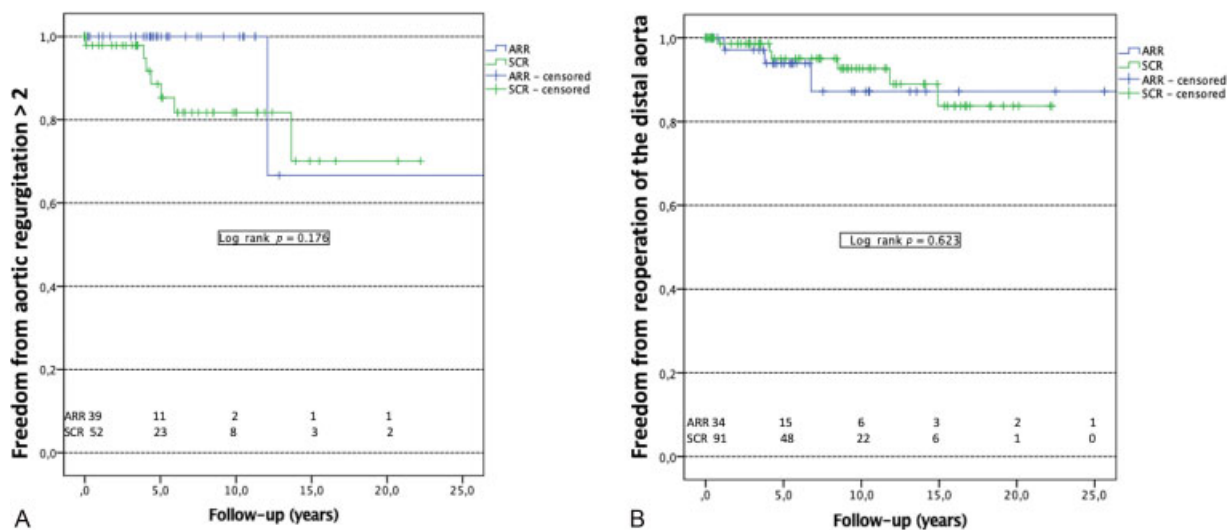 Freedom from aortic regurgitation > 2
1,0
0,8
0,6
0,4
0,2
0,0
ARR
SCR
ARR – censored
SCR – censored
Log rank p = 0.176
ARR 39 11 2 1 1
SCR 52 23 8 3 2
,0 5,0 10,0 15,0 20,0 25,0
Follow-up (years)
A
Freedom from reoperation of the distal aorta
1,0
0,8
0,6
0,4
0,2
0,0
ARR
SCR
ARR – censored
SCR – censored
Log rank p = 0.623
ARR 34 15 6 3 2 1
SCR 91 48 22 6 1 0
,0 5,0 10,0 15,0 20,0 25,0
Follow-up (years)
B